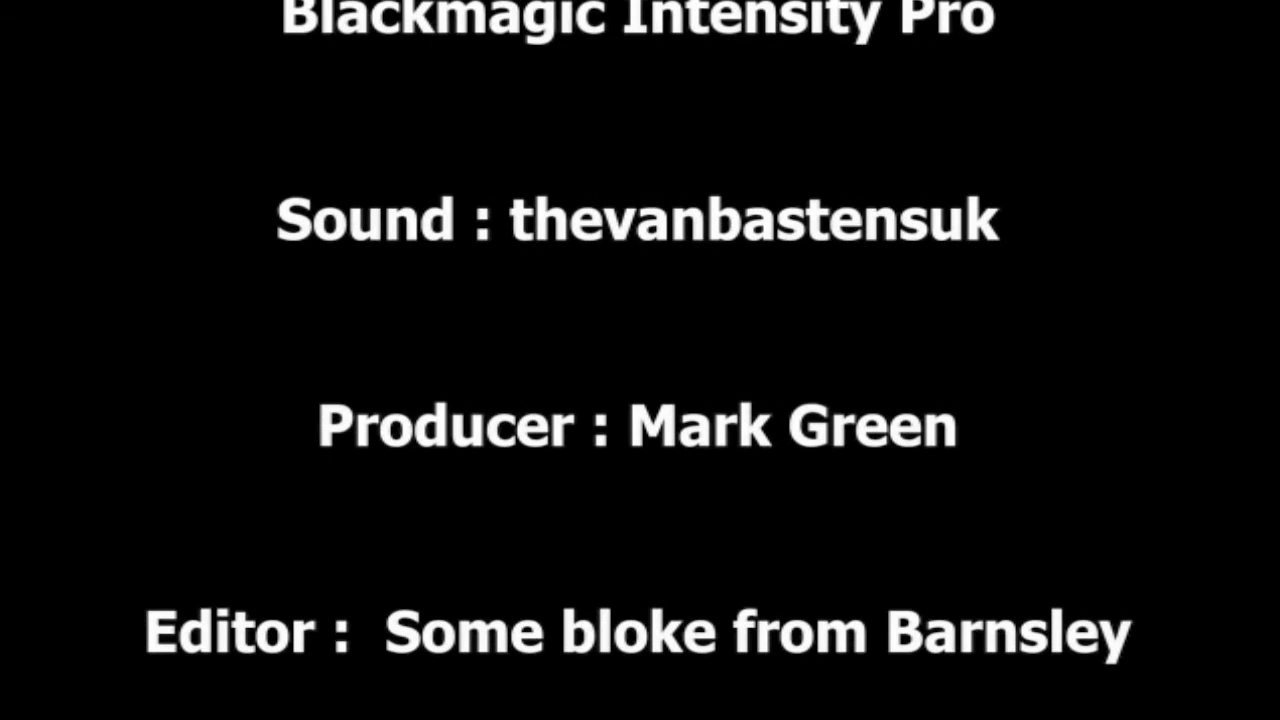 Blackmagic Intensity Pro
Sound : thevanbastensuk
Producer : Mark Green
Editor :  Some bloke from Barnsley